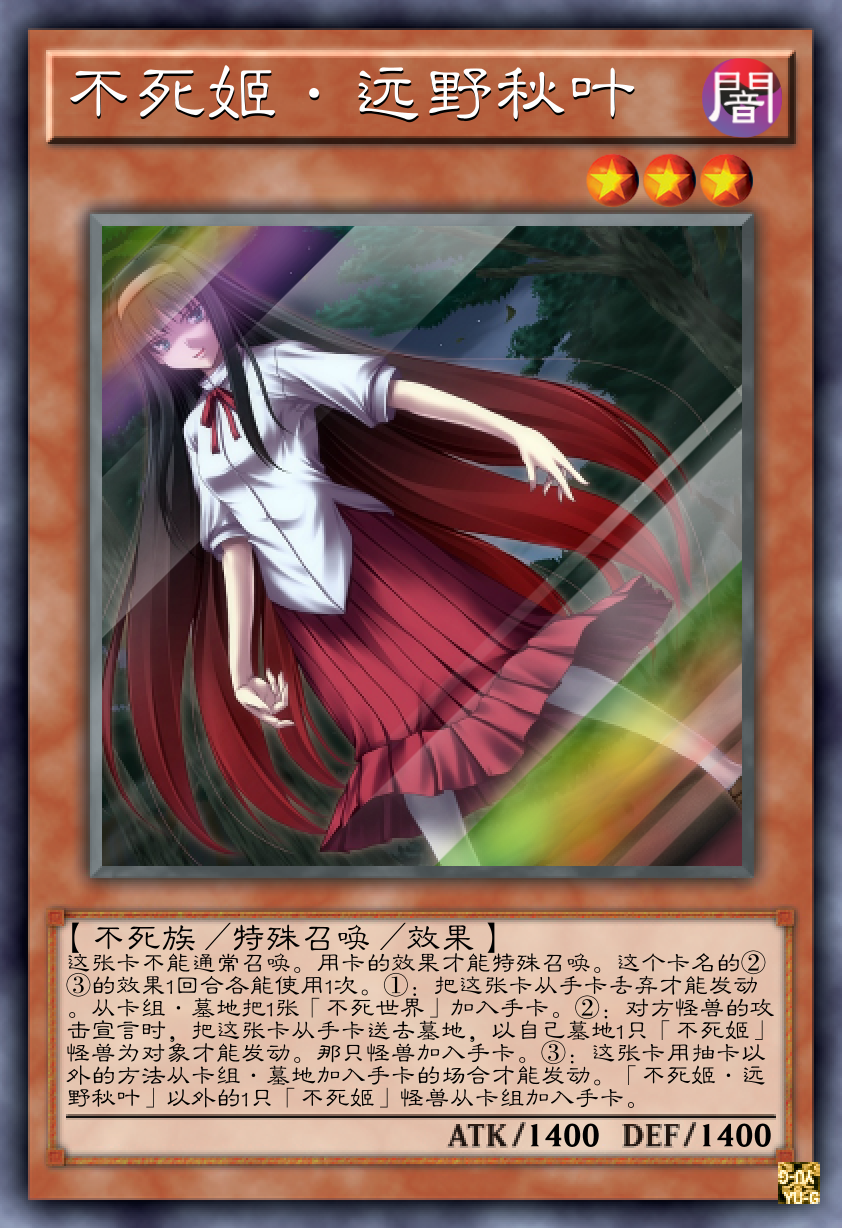 不死姬·远野秋叶
闇
【不死族／特殊召唤／效果】
这张卡不能通常召唤。用卡的效果才能特殊召唤。这个卡名的②
③的效果1回合各能使用1次。①：把这张卡从手卡丢弃才能发动
。从卡组·墓地把1张「不死世界」加入手卡。②：对方怪兽的攻
击宣言时，把这张卡从手卡送去墓地，以自己墓地1只「不死姬」
怪兽为对象才能发动。那只怪兽加入手卡。③：这张卡用抽卡以
外的方法从卡组·墓地加入手卡的场合才能发动。「不死姬·远
野秋叶」以外的1只「不死姬」怪兽从卡组加入手卡。
ATK/1400 DEF/1400